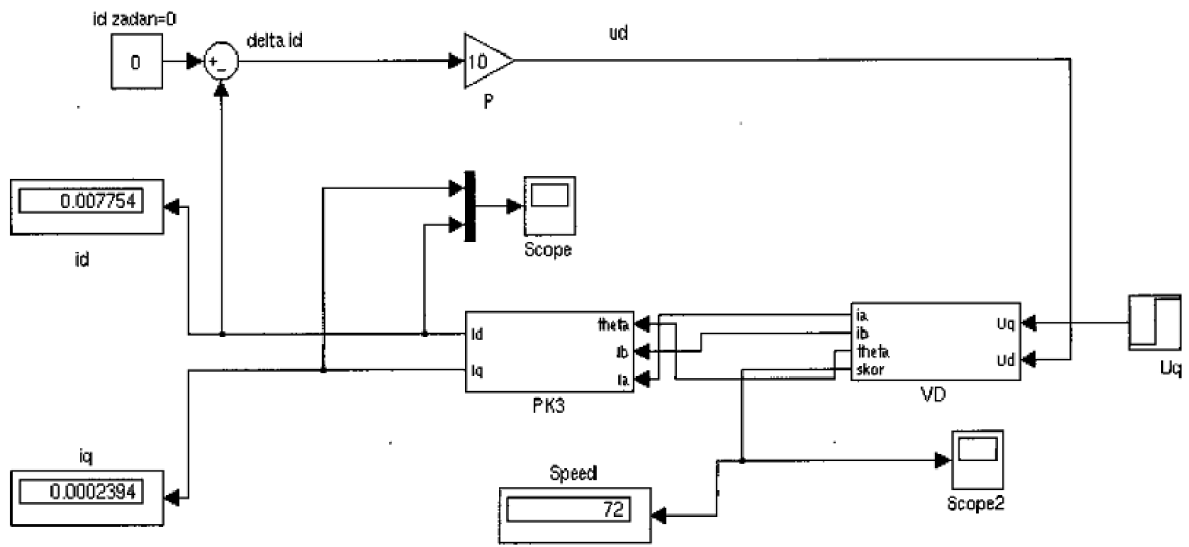 id zadan=0
0
+
−
delta id
10
P
ud
0.007754
id
Scope
Id
Iq
theta
Ib
Ia
PK3
ia
ib
theta
skor
Uq
Ud
VD
Uq
iq
0.0002394
Speed
72
Scope2